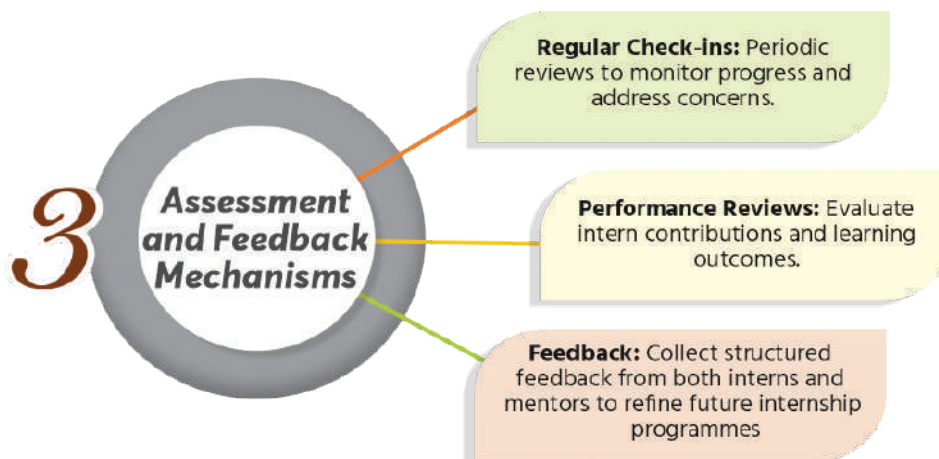 3
Assessment
and Feedback
Mechanisms
Regular Check-ins: Periodic
reviews to monitor progress and
address concerns.
Performance Reviews: Evaluate
intern contributions and learning
outcomes.
Feedback: Collect structured
feedback from both interns and
mentors to refine future internship
programmes